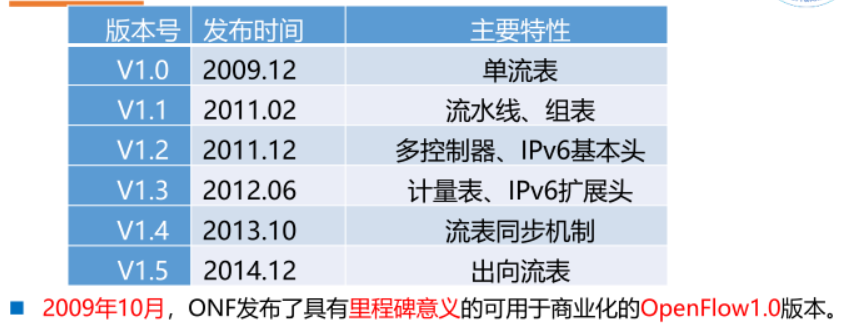 版本号 发布时间 主要特性
V1.0 2009.12 单流表
V1.1 2011.02 流水线、组表
V1.2 2011.12 多控制器、IPv6基本头
V1.3 2012.06 计量表、IPv6扩展头
V1.4 2013.10 流表同步机制
V1.5 2014.12 出向流表
2009年10月，ONF发布了具有里程碑意义的可用于商业化的OpenFlow1.0版本。